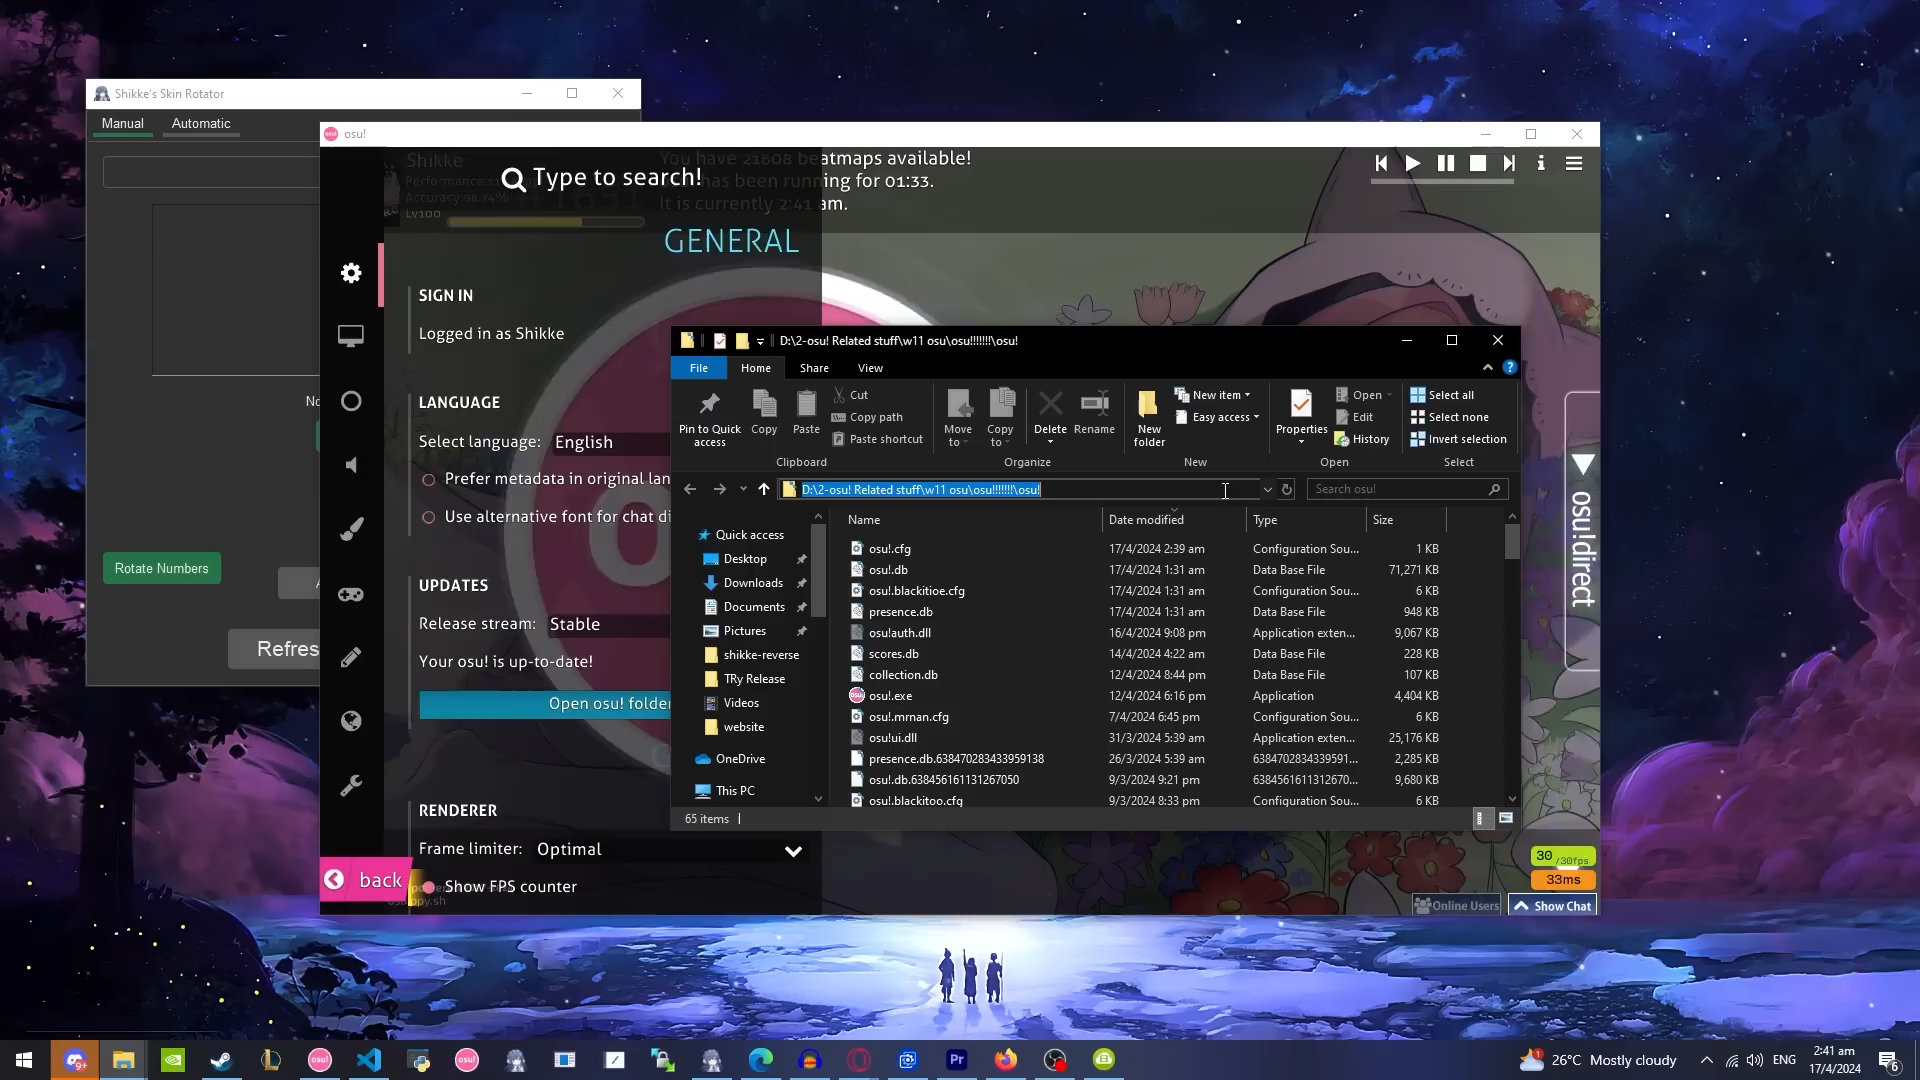 Shikke's Skin Rotator
Manual
Automatic
Rotate Numbers
Refres
osu!
Shikke
Accuracy:98.74%
Lv100
Type to search!
You have 21608 beatmaps available!
has been running for 01:33.
It is currently 2:41 am.
GENERAL
SIGN IN
Logged in as Shikke
LANGUAGE
Select language: English
Prefer metadata in original lan
Use alternative font for chat di
UPDATES
Release stream: Stable
Your osu! is up-to-date!
Open osu! folde
RENDERER
Frame limiter: Optimal
Show FPS counter
back
osu!direct
30 /30fps
33ms
Online Users
Show Chat
D:\2-osu! Related stuff\w11 osu\osu!!!!!!!\osu!
File
Home
Share
View
Pin to Quick access
Copy
Paste
Cut
Copy path
Paste shortcut
Clipboard
Move to
Copy to
Delete
Rename
Organize
New folder
New item
Easy access
New
Properties
Open
Edit
History
Open
Select all
Select none
Invert selection
Select
D:\2-osu! Related stuff\w11 osu\osu!!!!!!!\osu!
Search osu!
Quick access
Desktop
Downloads
Documents
Pictures
shikke-reverse
TRy Release
Videos
website
OneDrive
This PC
Name Date modified Type Size
osu!.cfg 17/4/2024 2:39 am Configuration Sou... 1 KB
osu!.db 17/4/2024 1:31 am Data Base File 71,271 KB
osu!.blackitioe.cfg 17/4/2024 1:31 am Configuration Sou... 6 KB
presence.db 17/4/2024 1:31 am Data Base File 948 KB
osu!auth.dll 16/4/2024 9:08 pm Application exten... 9,067 KB
scores.db 14/4/2024 4:22 am Data Base File 228 KB
collection.db 12/4/2024 8:44 pm Data Base File 107 KB
osu!.exe 12/4/2024 6:16 pm Application 4,404 KB
osu!.mrnan.cfg 7/4/2024 6:45 pm Configuration Sou... 6 KB
osu!ui.dll 31/3/2024 5:39 am Application exten... 25,176 KB
presence.db.638470283433959138 26/3/2024 5:39 am 6384702834339591... 2,285 KB
osu!.db.638456161131267050 9/3/2024 9:21 pm 6384561611312670... 9,680 KB
osu!.blackitoo.cfg 9/3/2024 8:33 pm Configuration Sou... 6 KB
65 items
9+
osu!
osu!
Pr
1
26°C Mostly cloudy
ENG
2:41 am
17/4/2024
6